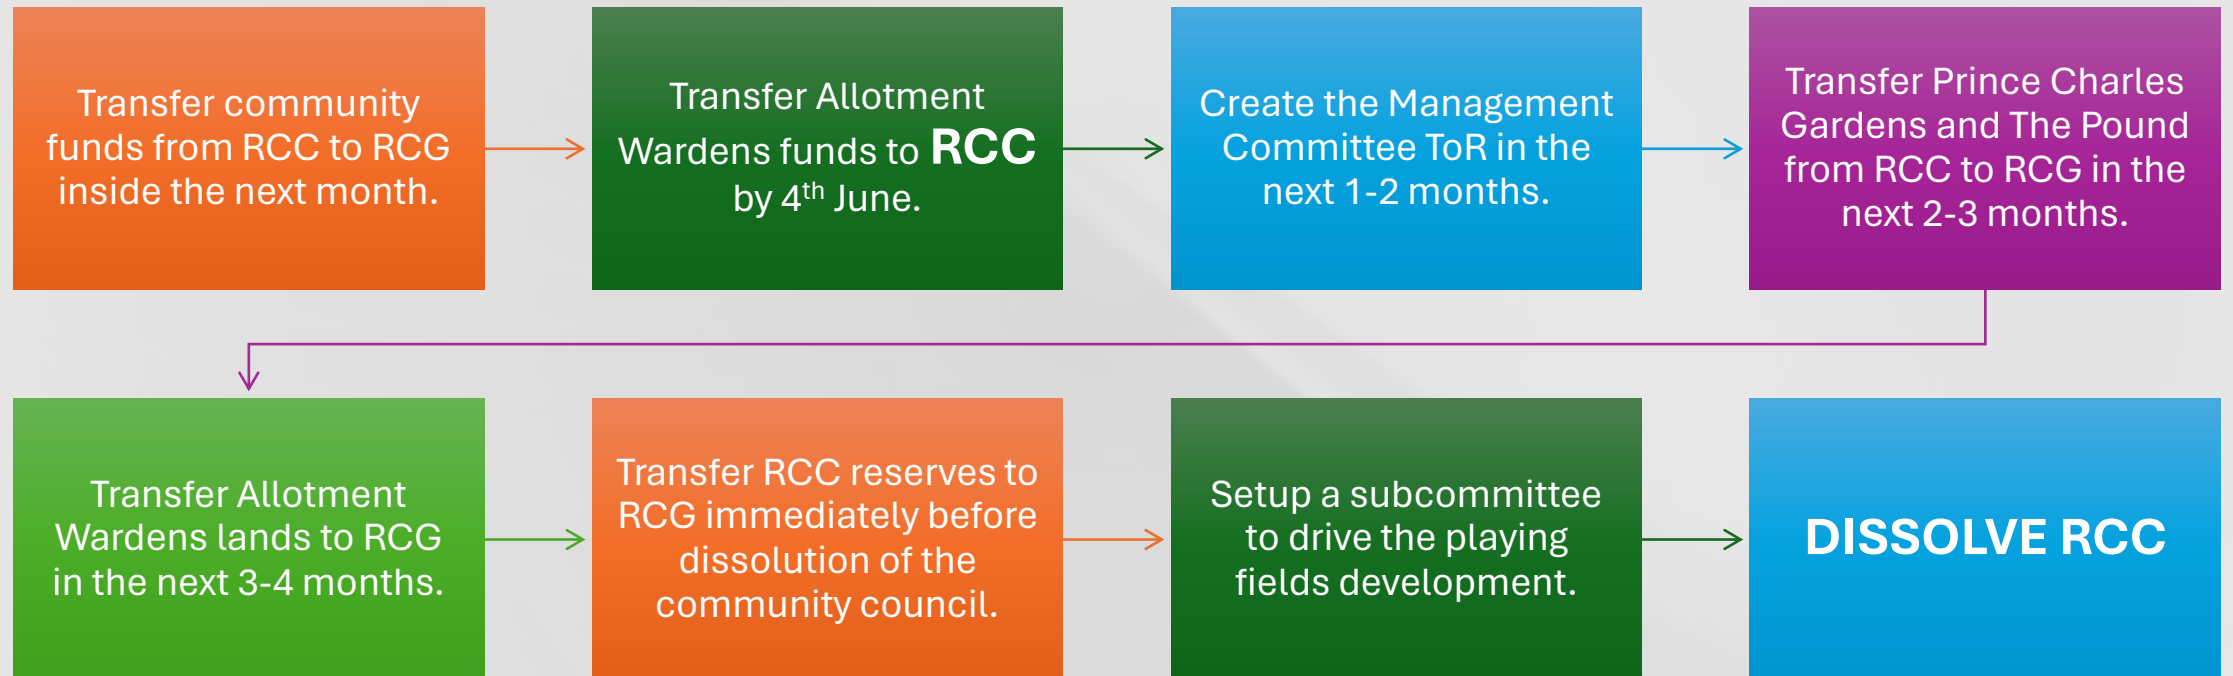 Transfer community
funds from RCC to RCG
inside the next month.
Transfer Allotment
Wardens funds to RCC
by 4th June.
Create the Management
Committee ToR in the
next 1-2 months.
Transfer Prince Charles
Gardens and The Pound
from RCC to RCG in the
next 2-3 months.
Transfer Allotment
Wardens lands to RCG
in the next 3-4 months.
Transfer RCC reserves to
RCG immediately before
dissolution of the
community council.
Setup a subcommittee
to drive the playing
fields development.
DISSOLVE RCC